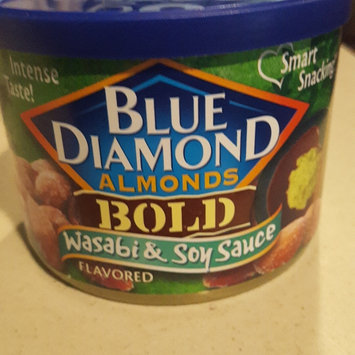 Intense
Taste!
Smart
Snacking!
BLUE
DIAMOND
ALMONDS
BOLD
Wasabi & Soy Sauce
FLAVORED